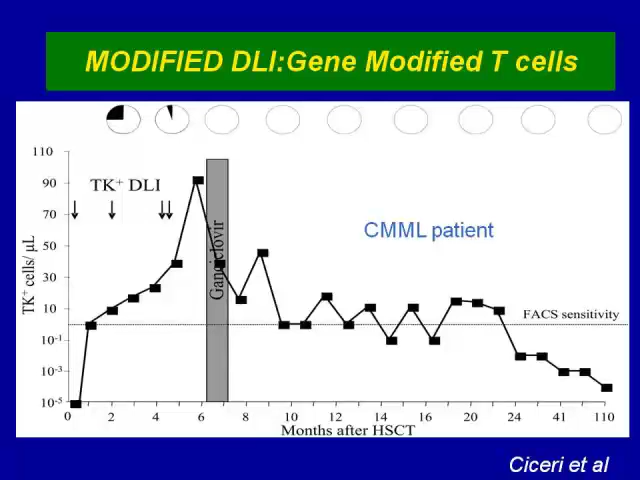 MODIFIED DLI:Gene Modified T cells
110
90
70
50
30
10
10-1
10-3
10-5
TK+ cells/ μL
TK+ DLI
Ganciclovir
CMML patient
FACS sensitivity
0 2 4 6 8 10 12 14 16 20 24 41 110
Months after HSCT
Ciceri et al